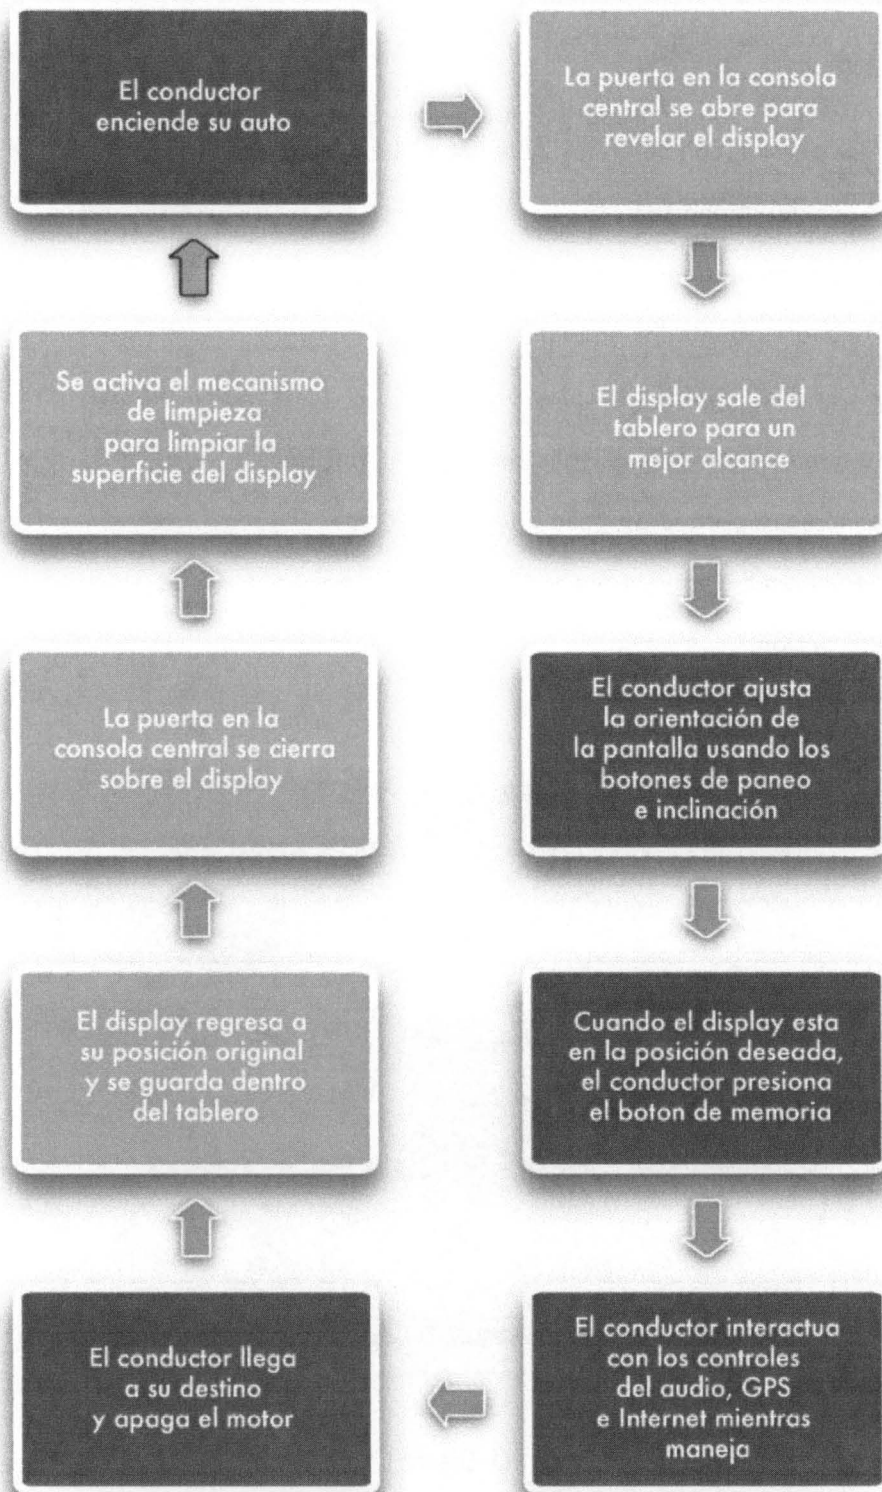 El conductor
enciende su auto
La puerta en la consola
central se abre para
revelar el display
El display sale del
tablero para un
mejor alcance
El conductor ajusta
la orientación de
la pantalla usando los
botones de paneo
e inclinación
Cuando el display esta
en la posición deseada,
el conductor presiona
el boton de memoria
El conductor interactua
con los controles
del audio, GPS
e Internet mientras
maneja
El conductor llega
a su destino
y apaga el motor
El display regresa a
su posición original
y se guarda dentro
del tablero
La puerta en la
consola central se cierra
sobre el display
Se activa el mecanismo
de limpieza
para limpiar la
superficie del display